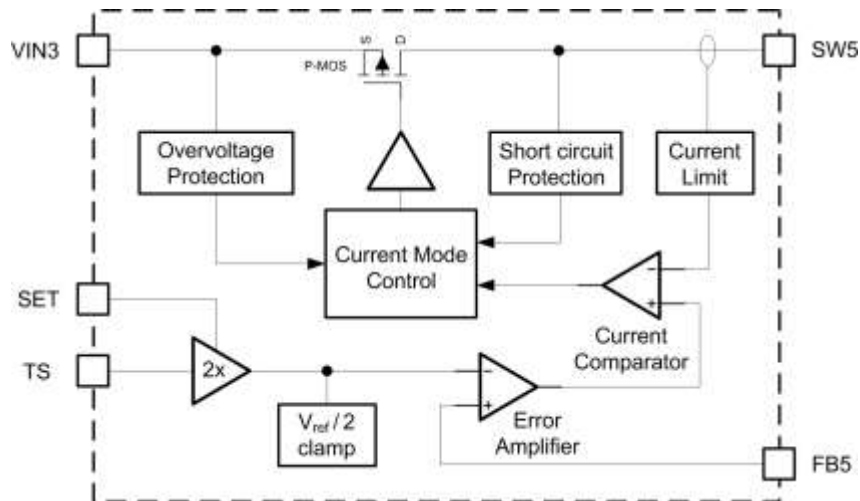 VIN3
S
D
SW5
P-MOS
Overvoltage
Protection
Short circuit
Protection
Current
Limit
Current Mode
Control
−
+
SET
Current
Comparator
TS
2x
−
+
Vref / 2
clamp
Error
Amplifier
FB5